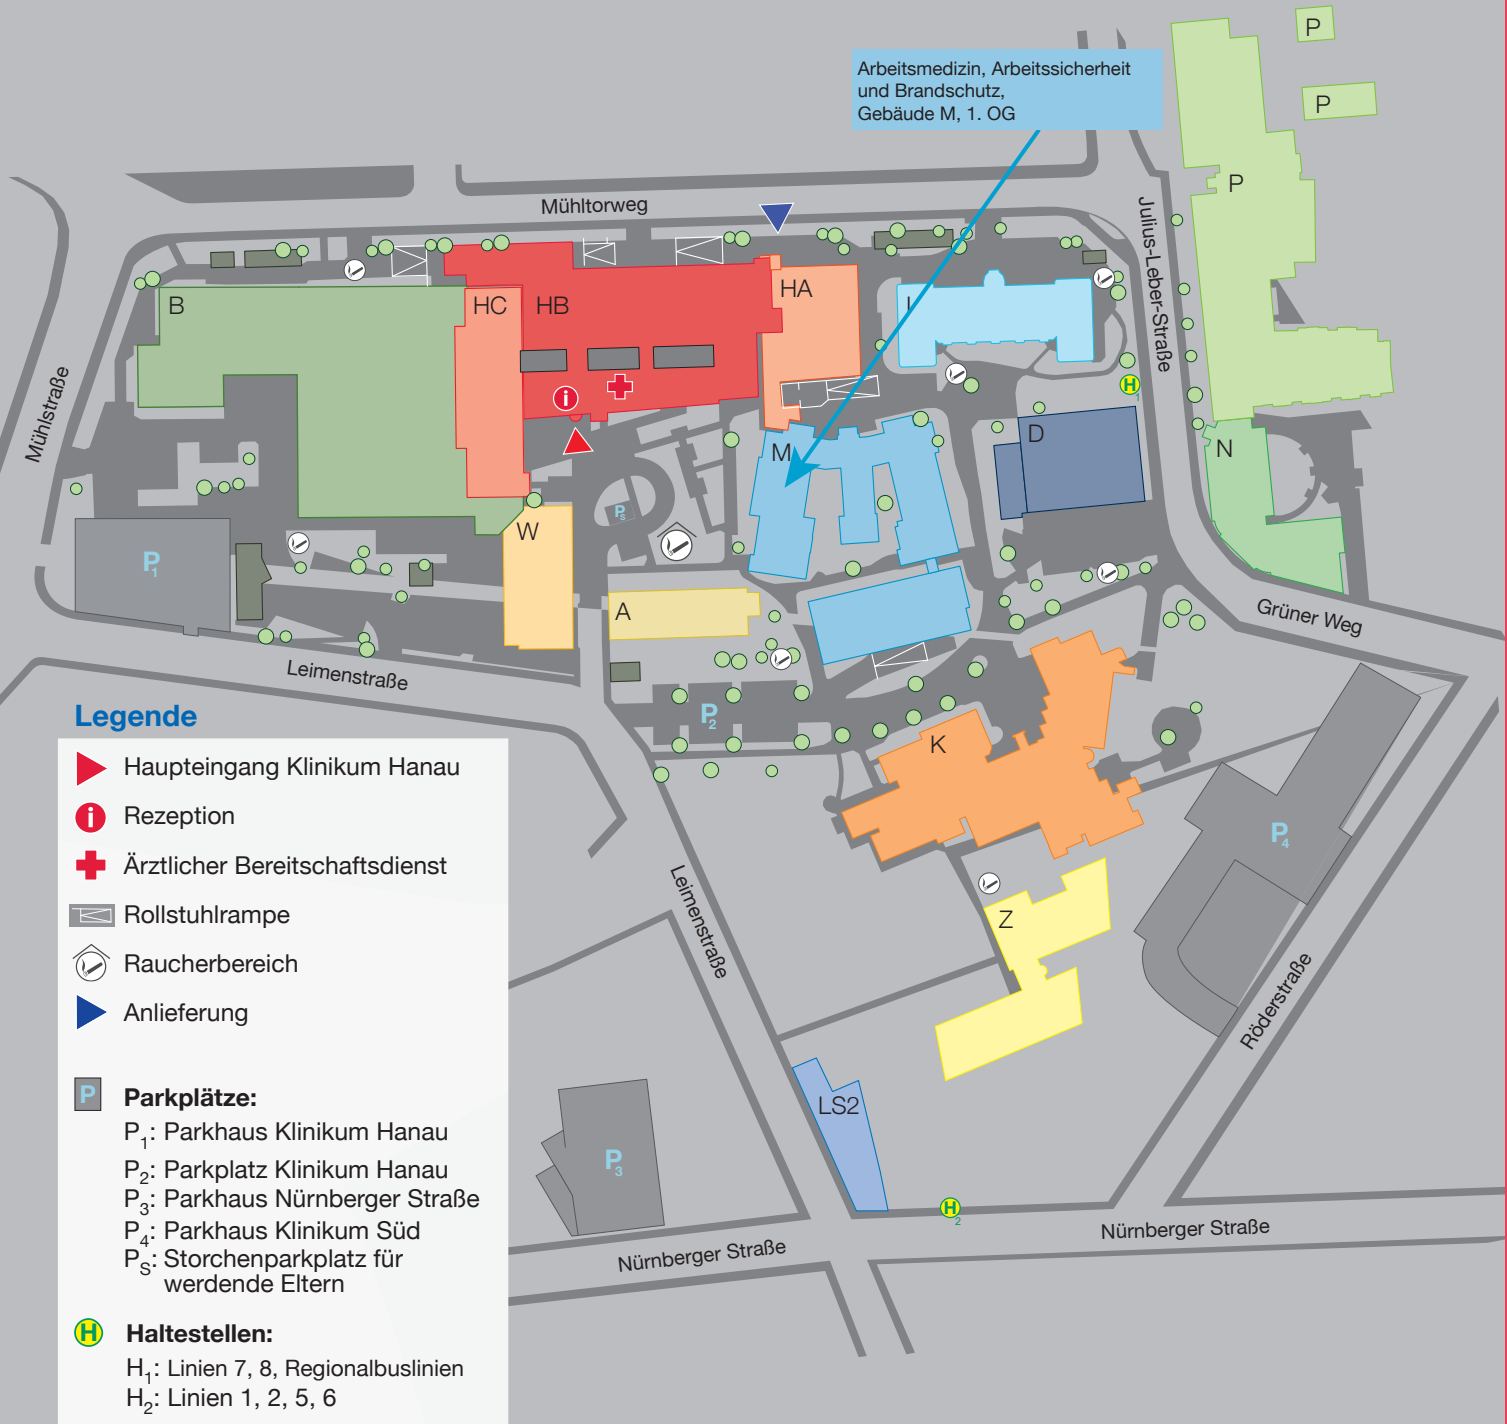 P
P
Arbeitsmedizin, Arbeitssicherheit
und Brandschutz,
Gebäude M, 1. OG
P
Mühltorweg
Julius-Leber-Straße
B
HC
HB
HA
L
i
H1
Mühlstraße
D
M
N
PS
W
P1
A
Grüner Weg
Leimenstraße
P2
K
P4
Leimenstraße
Z
Röderstraße
LS2
P3
H2
Nürnberger Straße
Nürnberger Straße
Legende
Haupteingang Klinikum Hanau
i Rezeption
Ärztlicher Bereitschaftsdienst
Rollstuhlrampe
Raucherbereich
Anlieferung
P Parkplätze:
P1: Parkhaus Klinikum Hanau
P2: Parkplatz Klinikum Hanau
P3: Parkhaus Nürnberger Straße
P4: Parkhaus Klinikum Süd
PS: Storchenparkplatz für
werdende Eltern
H Haltestellen:
H1: Linien 7, 8, Regionalbuslinien
H2: Linien 1, 2, 5, 6